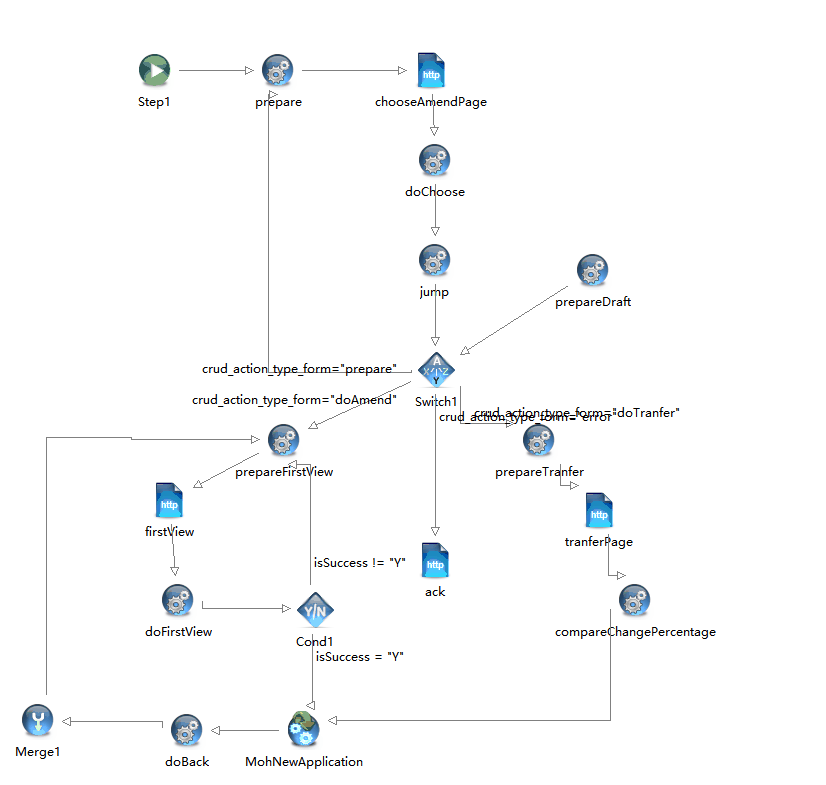 Step1
prepare
http
chooseAmendPage
doChoose
jump
prepareDraft
A
X/Y/Z
Y
crud_action_type_form="prepare"
Switch1
crud_action_type_form="doAmend"
crud_action_type_form="doTranfer"
crud_action_type_form="error"
prepareFirstView
prepareTranfer
http
firstView
http
tranferPage
isSuccess != "Y"
http
ack
doFirstView
Y/N
Cond1
compareChangePercentage
isSuccess = "Y"
Merge1
doBack
MohNewApplication